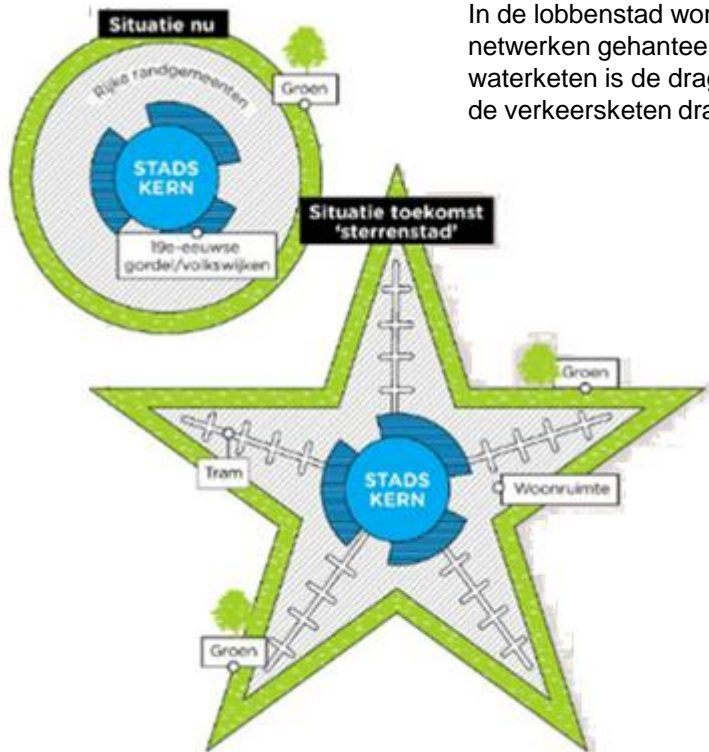 In de lobbenstad wor
netwerken gehantee
waterketen is de drag
de verkeersketen dra
Situatie nu
Rijke randgemeenten
Groen
STADS
KERN
19e-eeuwse
gordel/volkswijken
Situatie toekomst
'sterrenstad'
Groen
Tram
STADS
KERN
Woonruimte
Groen